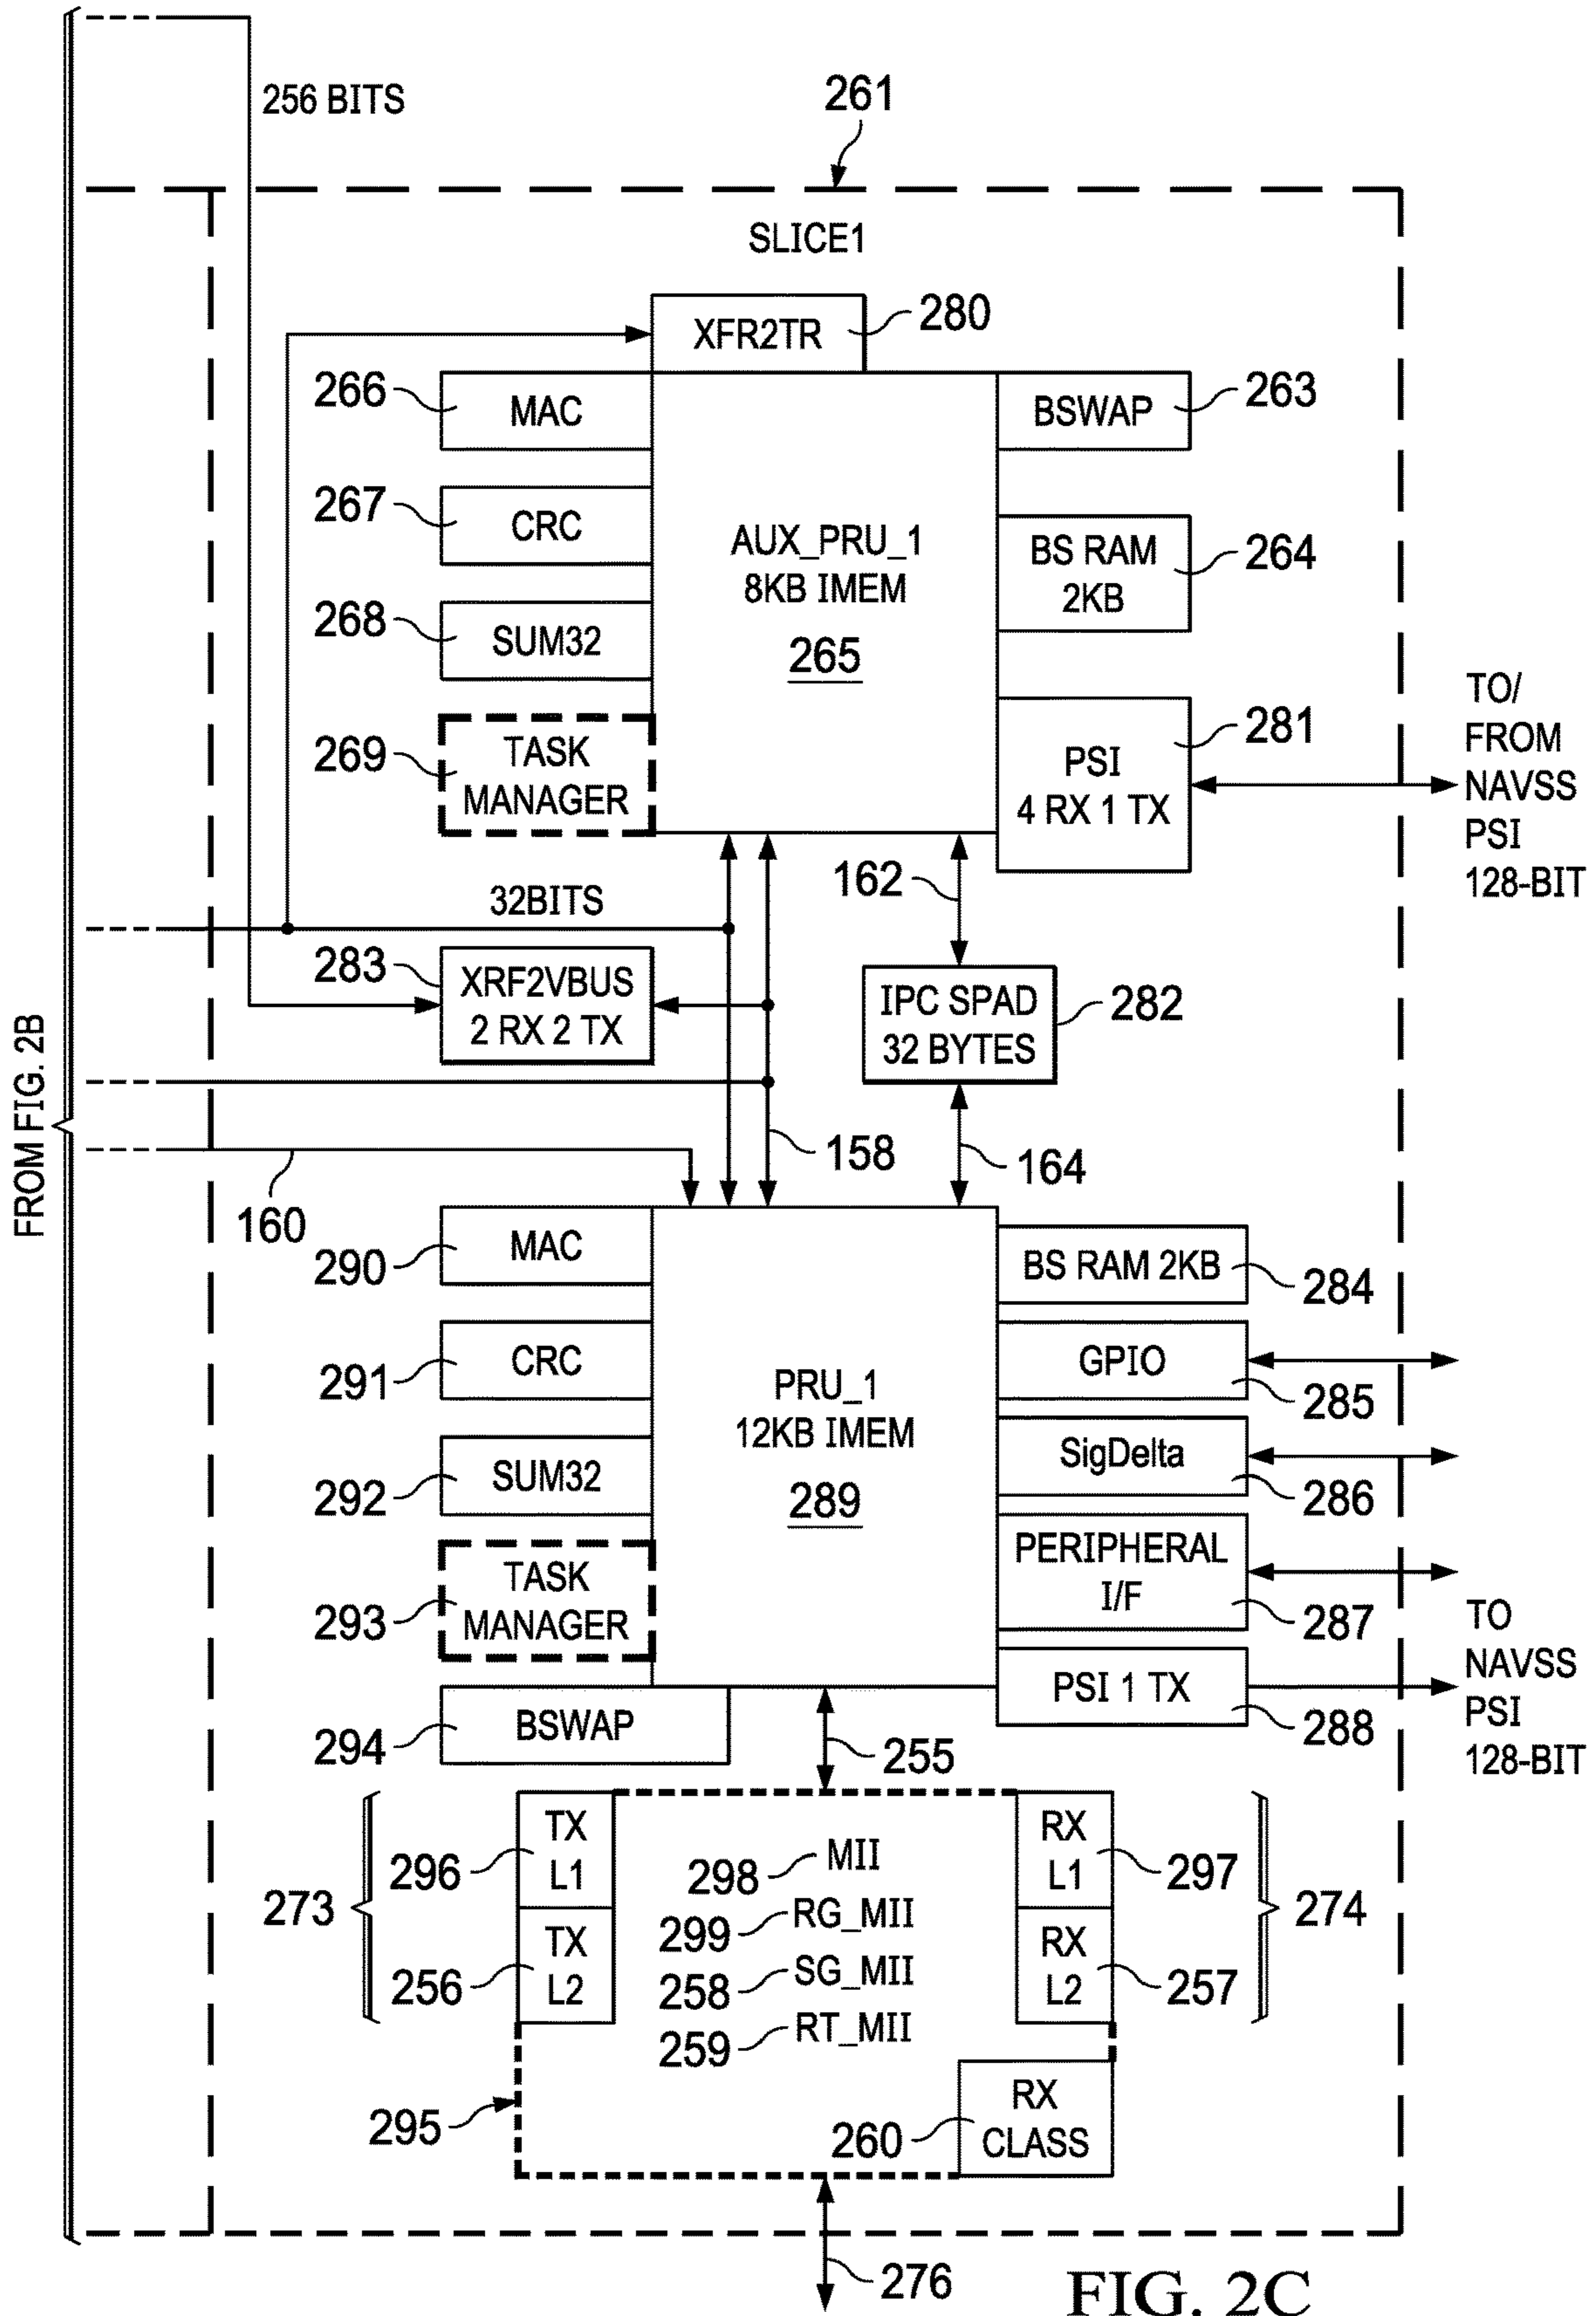 256 BITS
261
SLICE1
XFR2TR
280
266
MAC
BSWAP
263
267
CRC
AUX_PRU_1
8KB IMEM
265
BS RAM
2KB
264
268
SUM32
269
TASK
MANAGER
PSI
4 RX 1 TX
281
TO/
FROM
NAVSS
PSI
128-BIT
32BITS
162
283
XRF2VBUS
2 RX 2 TX
IPC SPAD
32 BYTES
282
FROM FIG. 2B
158
164
160
290
MAC
BS RAM 2KB
284
291
CRC
PRU_1
12KB IMEM
289
GPIO
285
292
SUM32
SigDelta
286
293
TASK
MANAGER
PERIPHERAL
I/F
287
TO
NAVSS
PSI
128-BIT
294
BSWAP
PSI 1 TX
288
255
273
296
TX
L1
256
TX
L2
298
MII
299
RG_MII
258
SG_MII
259
RT_MII
RX
L1
297
RX
L2
257
274
295
260
RX
CLASS
276
FIG. 2C